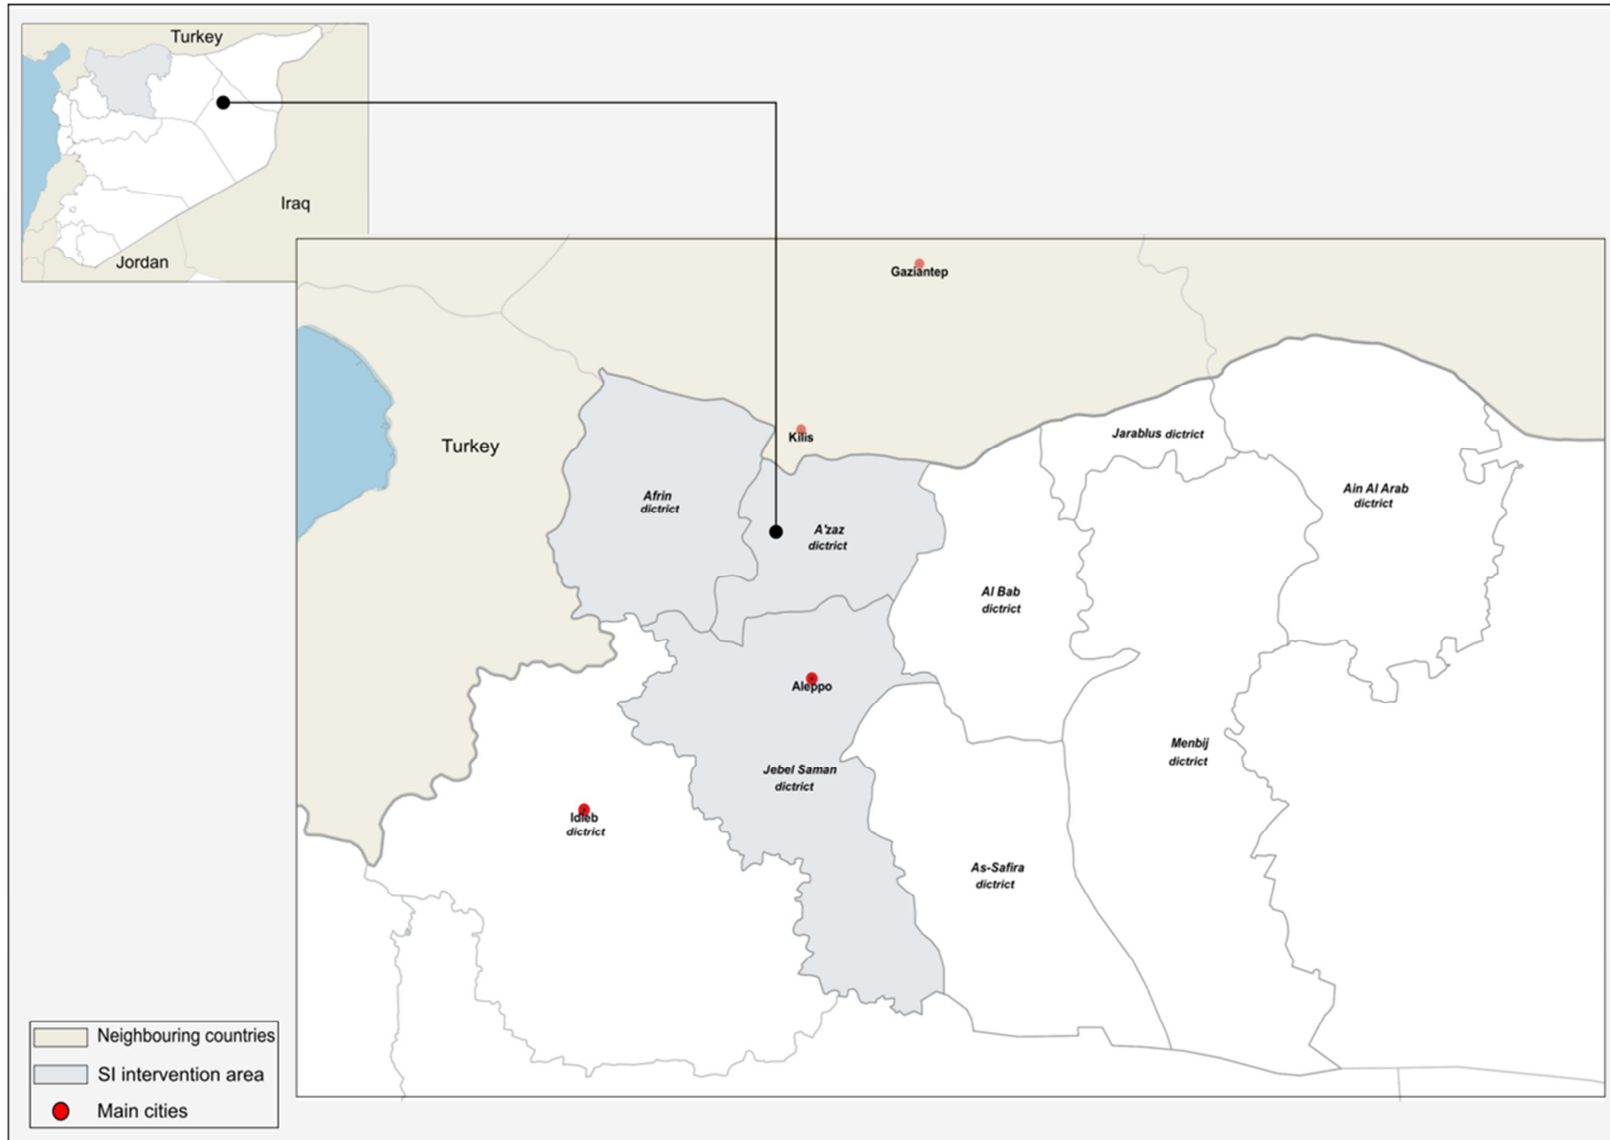 Turkey
Iraq
Jordan
Gaziantep
Turkey
Kilis
Jarablus dictrict
Ain Al Arab
dictrict
Afrin
dictrict
A'zaz
dictrict
Al Bab
dictrict
Aleppo
Jebel Saman
dictrict
Menbij
dictrict
Idleb
dictrict
As-Safira
dictrict
Neighbouring countries
SI intervention area
Main cities